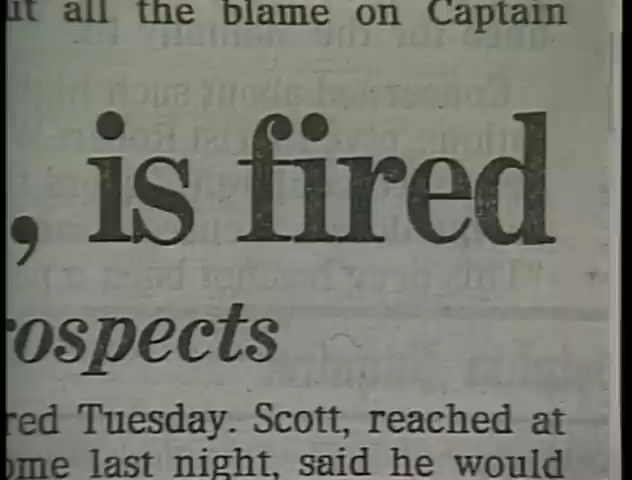 it all the blame on Captain
, is fired
rospects
red Tuesday. Scott, reached at
ome last night, said he would